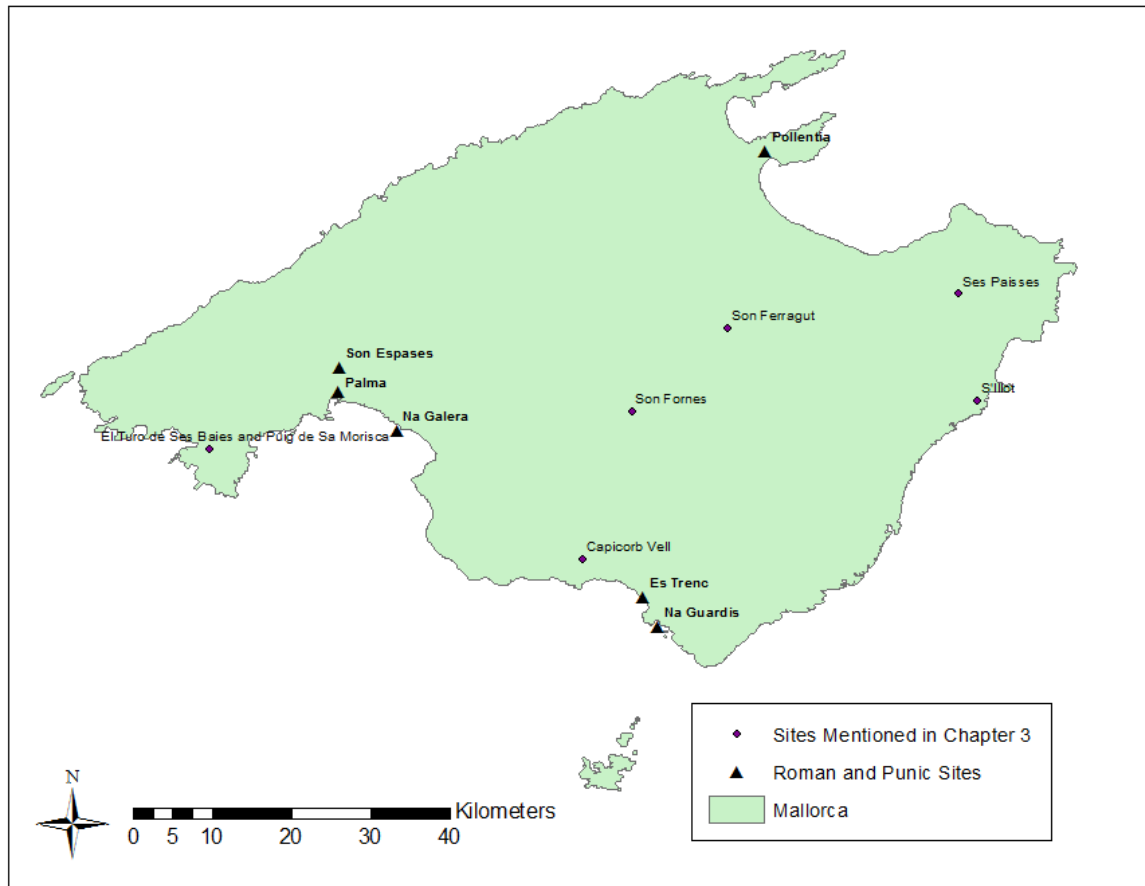 Pollentia
Ses Paisses
Son Ferragut
Son Espases
Palma
Son Fornes
S'Illot
Na Galera
El Turo de Ses Baies and Puig de Sa Morisca
Capicorb Vell
Es Trenc
Na Guardis
Sites Mentioned in Chapter 3
Roman and Punic Sites
Mallorca
N
Kilometers
0 5 10 20 30 40